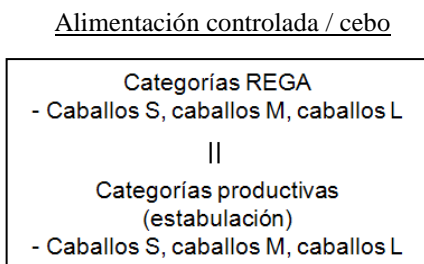 Alimentación controlada / cebo
Categorías REGA
- Caballos S, caballos M, caballos L
||
Categorías productivas
(estabulación)
- Caballos S, caballos M, caballos L